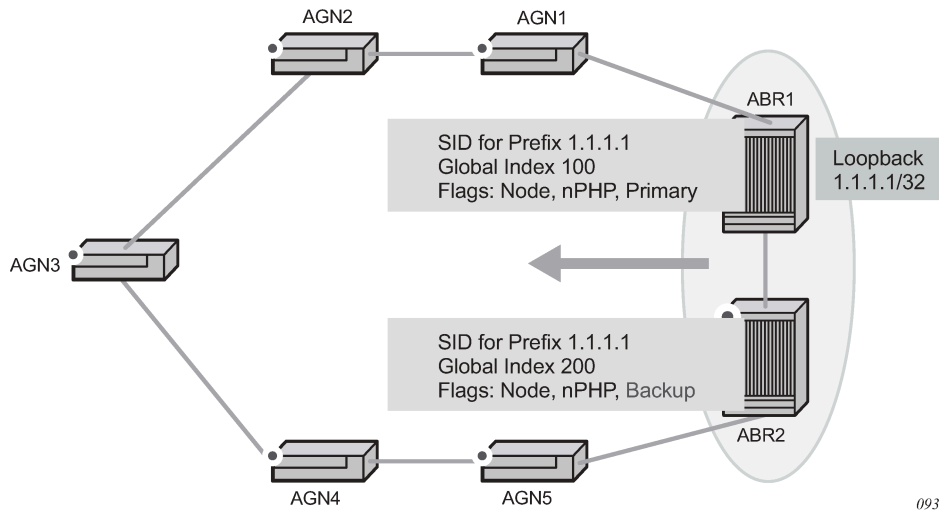 AGN2
AGN1
ABR1
SID for Prefix 1.1.1.1
Global Index 100
Flags: Node, nPHP, Primary
Loopback
1.1.1.1/32
AGN3
SID for Prefix 1.1.1.1
Global Index 200
Flags: Node, nPHP, Backup
ABR2
AGN4
AGN5
093